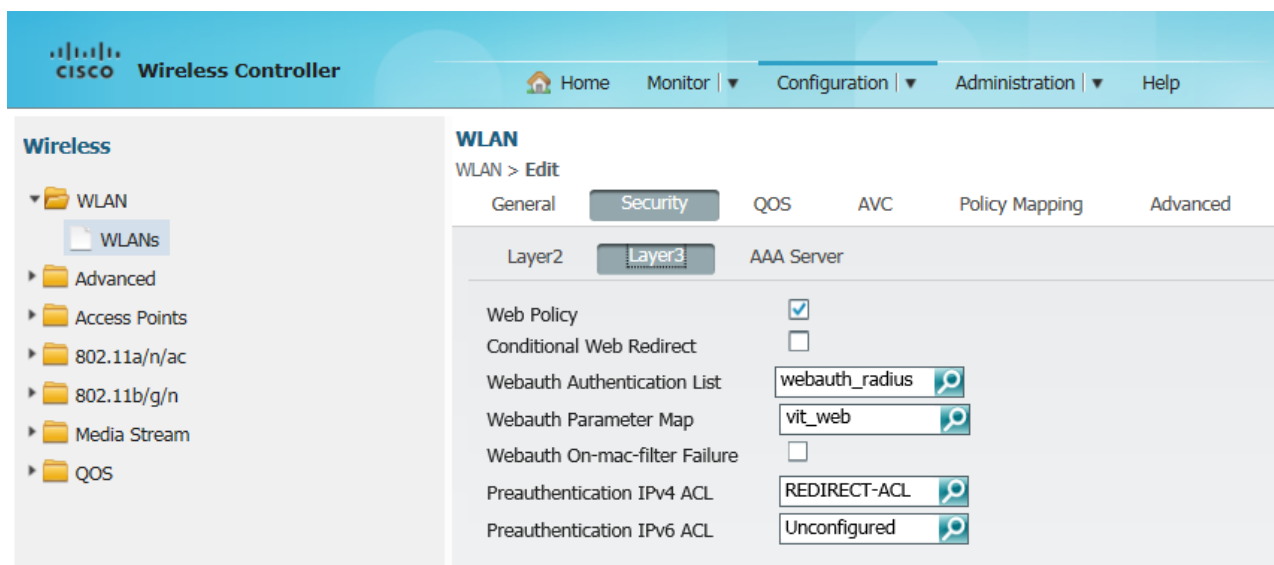 cisco Wireless Controller
Home Monitor Configuration Administration Help
Wireless
WLAN
WLANs
Advanced
Access Points
802.11a/n/ac
802.11b/g/n
Media Stream
QOS
WLAN
WLAN > Edit
General Security QOS AVC Policy Mapping Advanced
Layer2 Layer3 AAA Server
Web Policy
Conditional Web Redirect
Webauth Authentication List webauth_radius
Webauth Parameter Map vit_web
Webauth On-mac-filter Failure
Preauthentication IPv4 ACL REDIRECT-ACL
Preauthentication IPv6 ACL Unconfigured